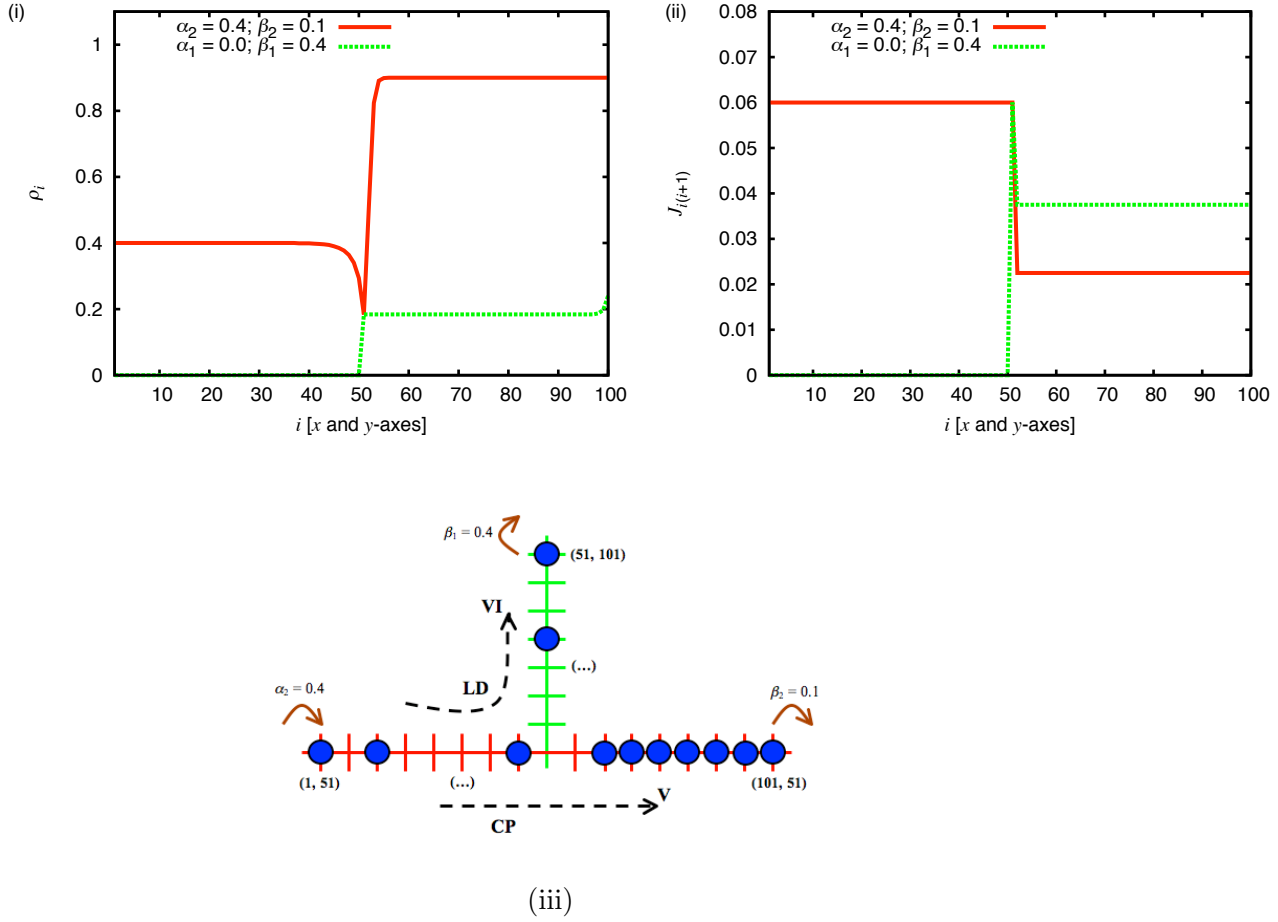 (i)
α2 = 0.4; β2 = 0.1
α1 = 0.0; β1 = 0.4
1
0.8
0.6
0.4
0.2
0
ρi
10 20 30 40 50 60 70 80 90 100
i [x and y-axes]
(ii)
α2 = 0.4; β2 = 0.1
α1 = 0.0; β1 = 0.4
0.08
0.07
0.06
0.05
0.04
0.03
0.02
0.01
0
Ji(i+1)
10 20 30 40 50 60 70 80 90 100
i [x and y-axes]
β1 = 0.4
(51, 101)
VI
(...)
LD
α2 = 0.4
β2 = 0.1
(1, 51)
(...)
(101, 51)
V
CP
(iii)